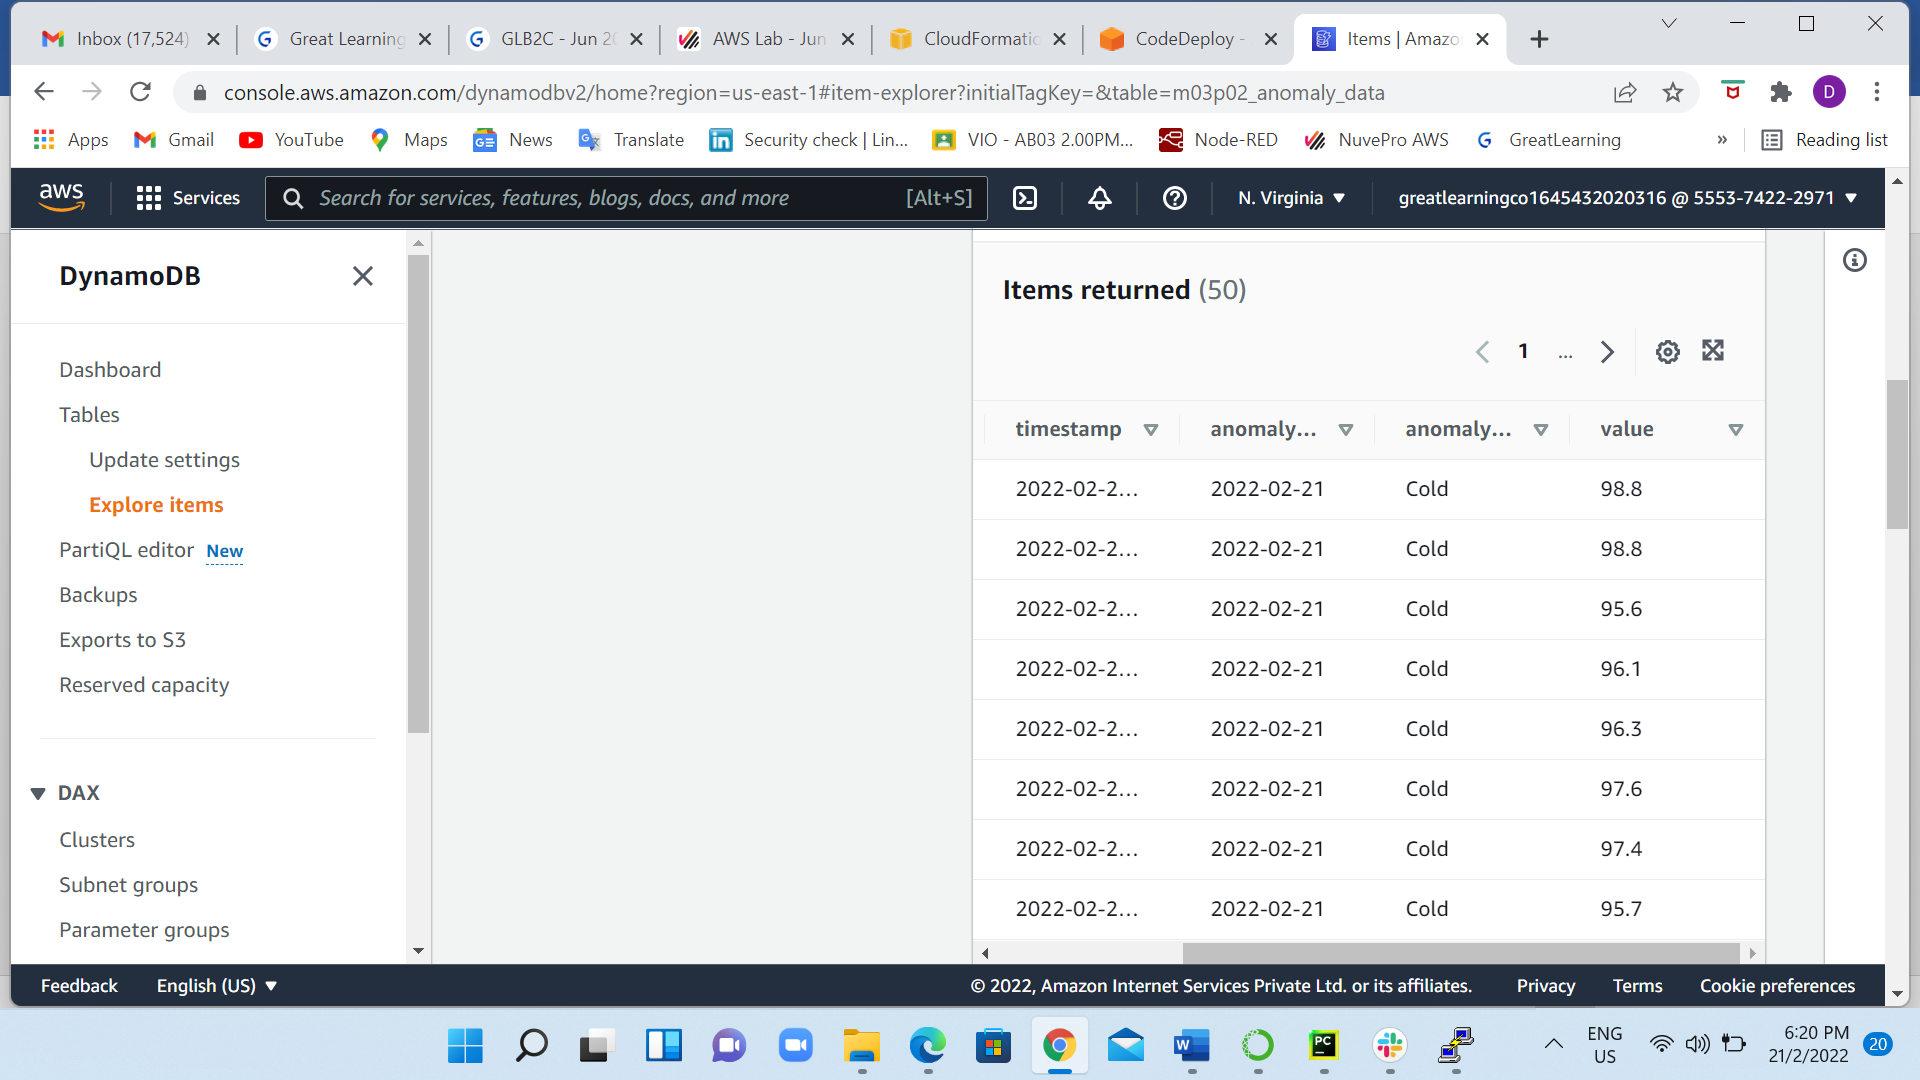 Inbox (17,524)
Great Learning
GLB2C - Jun 20
AWS Lab - Jun
CloudFormatic
CodeDeploy -
Items | Amazo
console.aws.amazon.com/dynamodbv2/home?region=us-east-1#item-explorer?initialTagKey=&table=m03p02_anomaly_data
D
Apps
Gmail
YouTube
Maps
News
Translate
Security check | Lin...
VIO - AB03 2.00PM...
Node-RED
NuvePro AWS
GreatLearning
»
Reading list
aws
Services
Search for services, features, blogs, docs, and more
[Alt+S]
N. Virginia
greatlearningco1645432020316 @ 5553-7422-2971
DynamoDB
Dashboard
Tables
Update settings
Explore items
PartiQL editor New
Backups
Exports to S3
Reserved capacity
DAX
Clusters
Subnet groups
Parameter groups
Items returned (50)
1 ...
timestamp anomaly... anomaly... value
2022-02-2... 2022-02-21 Cold 98.8
2022-02-2... 2022-02-21 Cold 98.8
2022-02-2... 2022-02-21 Cold 95.6
2022-02-2... 2022-02-21 Cold 96.1
2022-02-2... 2022-02-21 Cold 96.3
2022-02-2... 2022-02-21 Cold 97.6
2022-02-2... 2022-02-21 Cold 97.4
2022-02-2... 2022-02-21 Cold 95.7
Feedback
English (US)
© 2022, Amazon Internet Services Private Ltd. or its affiliates.
Privacy
Terms
Cookie preferences
W
PC
ENG
US
6:20 PM
21/2/2022
20